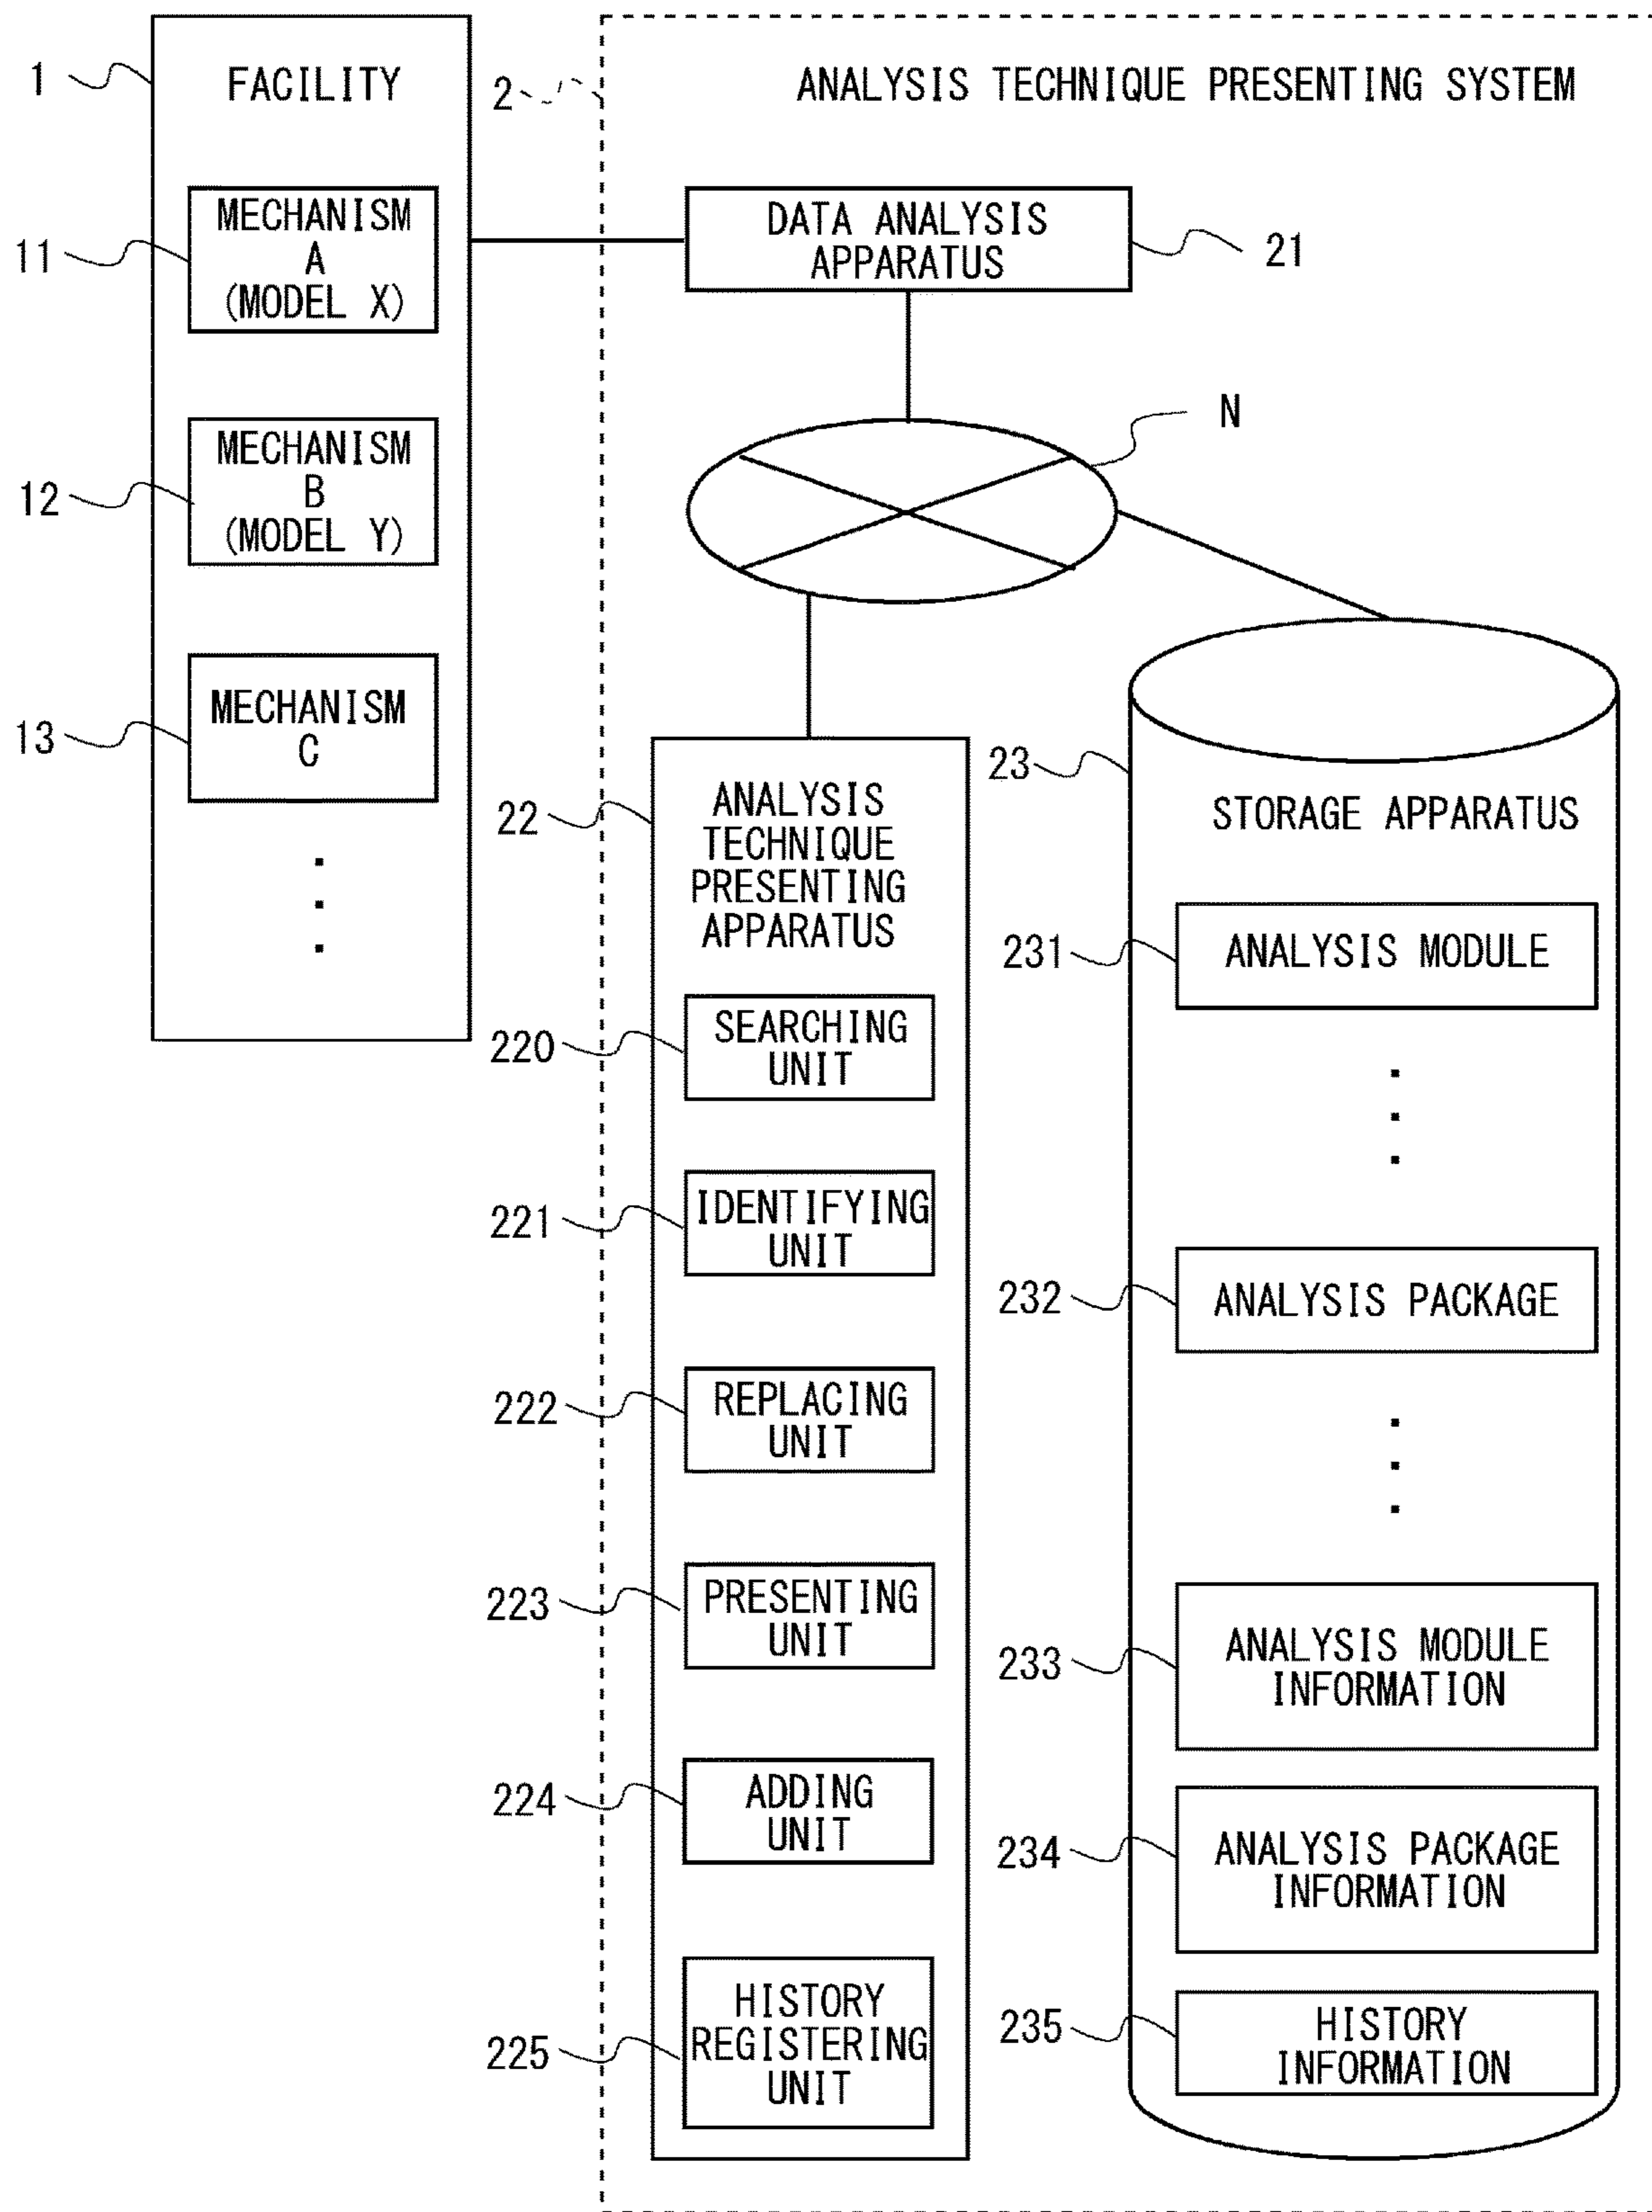 1
FACILITY
11
MECHANISM
A
(MODEL X)
12
MECHANISM
B
(MODEL Y)
13
MECHANISM
C
2
ANALYSIS TECHNIQUE PRESENTING SYSTEM
DATA ANALYSIS
APPARATUS
21
N
22
ANALYSIS
TECHNIQUE
PRESENTING
APPARATUS
220
SEARCHING
UNIT
221
IDENTIFYING
UNIT
222
REPLACING
UNIT
223
PRESENTING
UNIT
224
ADDING
UNIT
225
HISTORY
REGISTERING
UNIT
23
STORAGE APPARATUS
231
ANALYSIS MODULE
232
ANALYSIS PACKAGE
233
ANALYSIS MODULE
INFORMATION
234
ANALYSIS PACKAGE
INFORMATION
235
HISTORY
INFORMATION